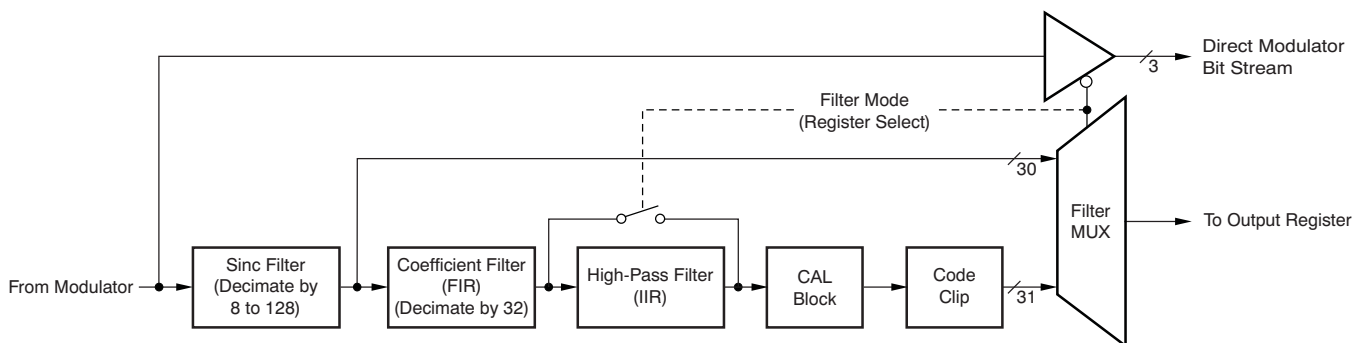 Direct Modulator
Bit Stream
3
Filter Mode
(Register Select)
30
Filter
MUX
To Output Register
From Modulator
Sinc Filter
(Decimate by
8 to 128)
Coefficient Filter
(FIR)
(Decimate by 32)
High-Pass Filter
(IIR)
CAL
Block
Code
Clip
31